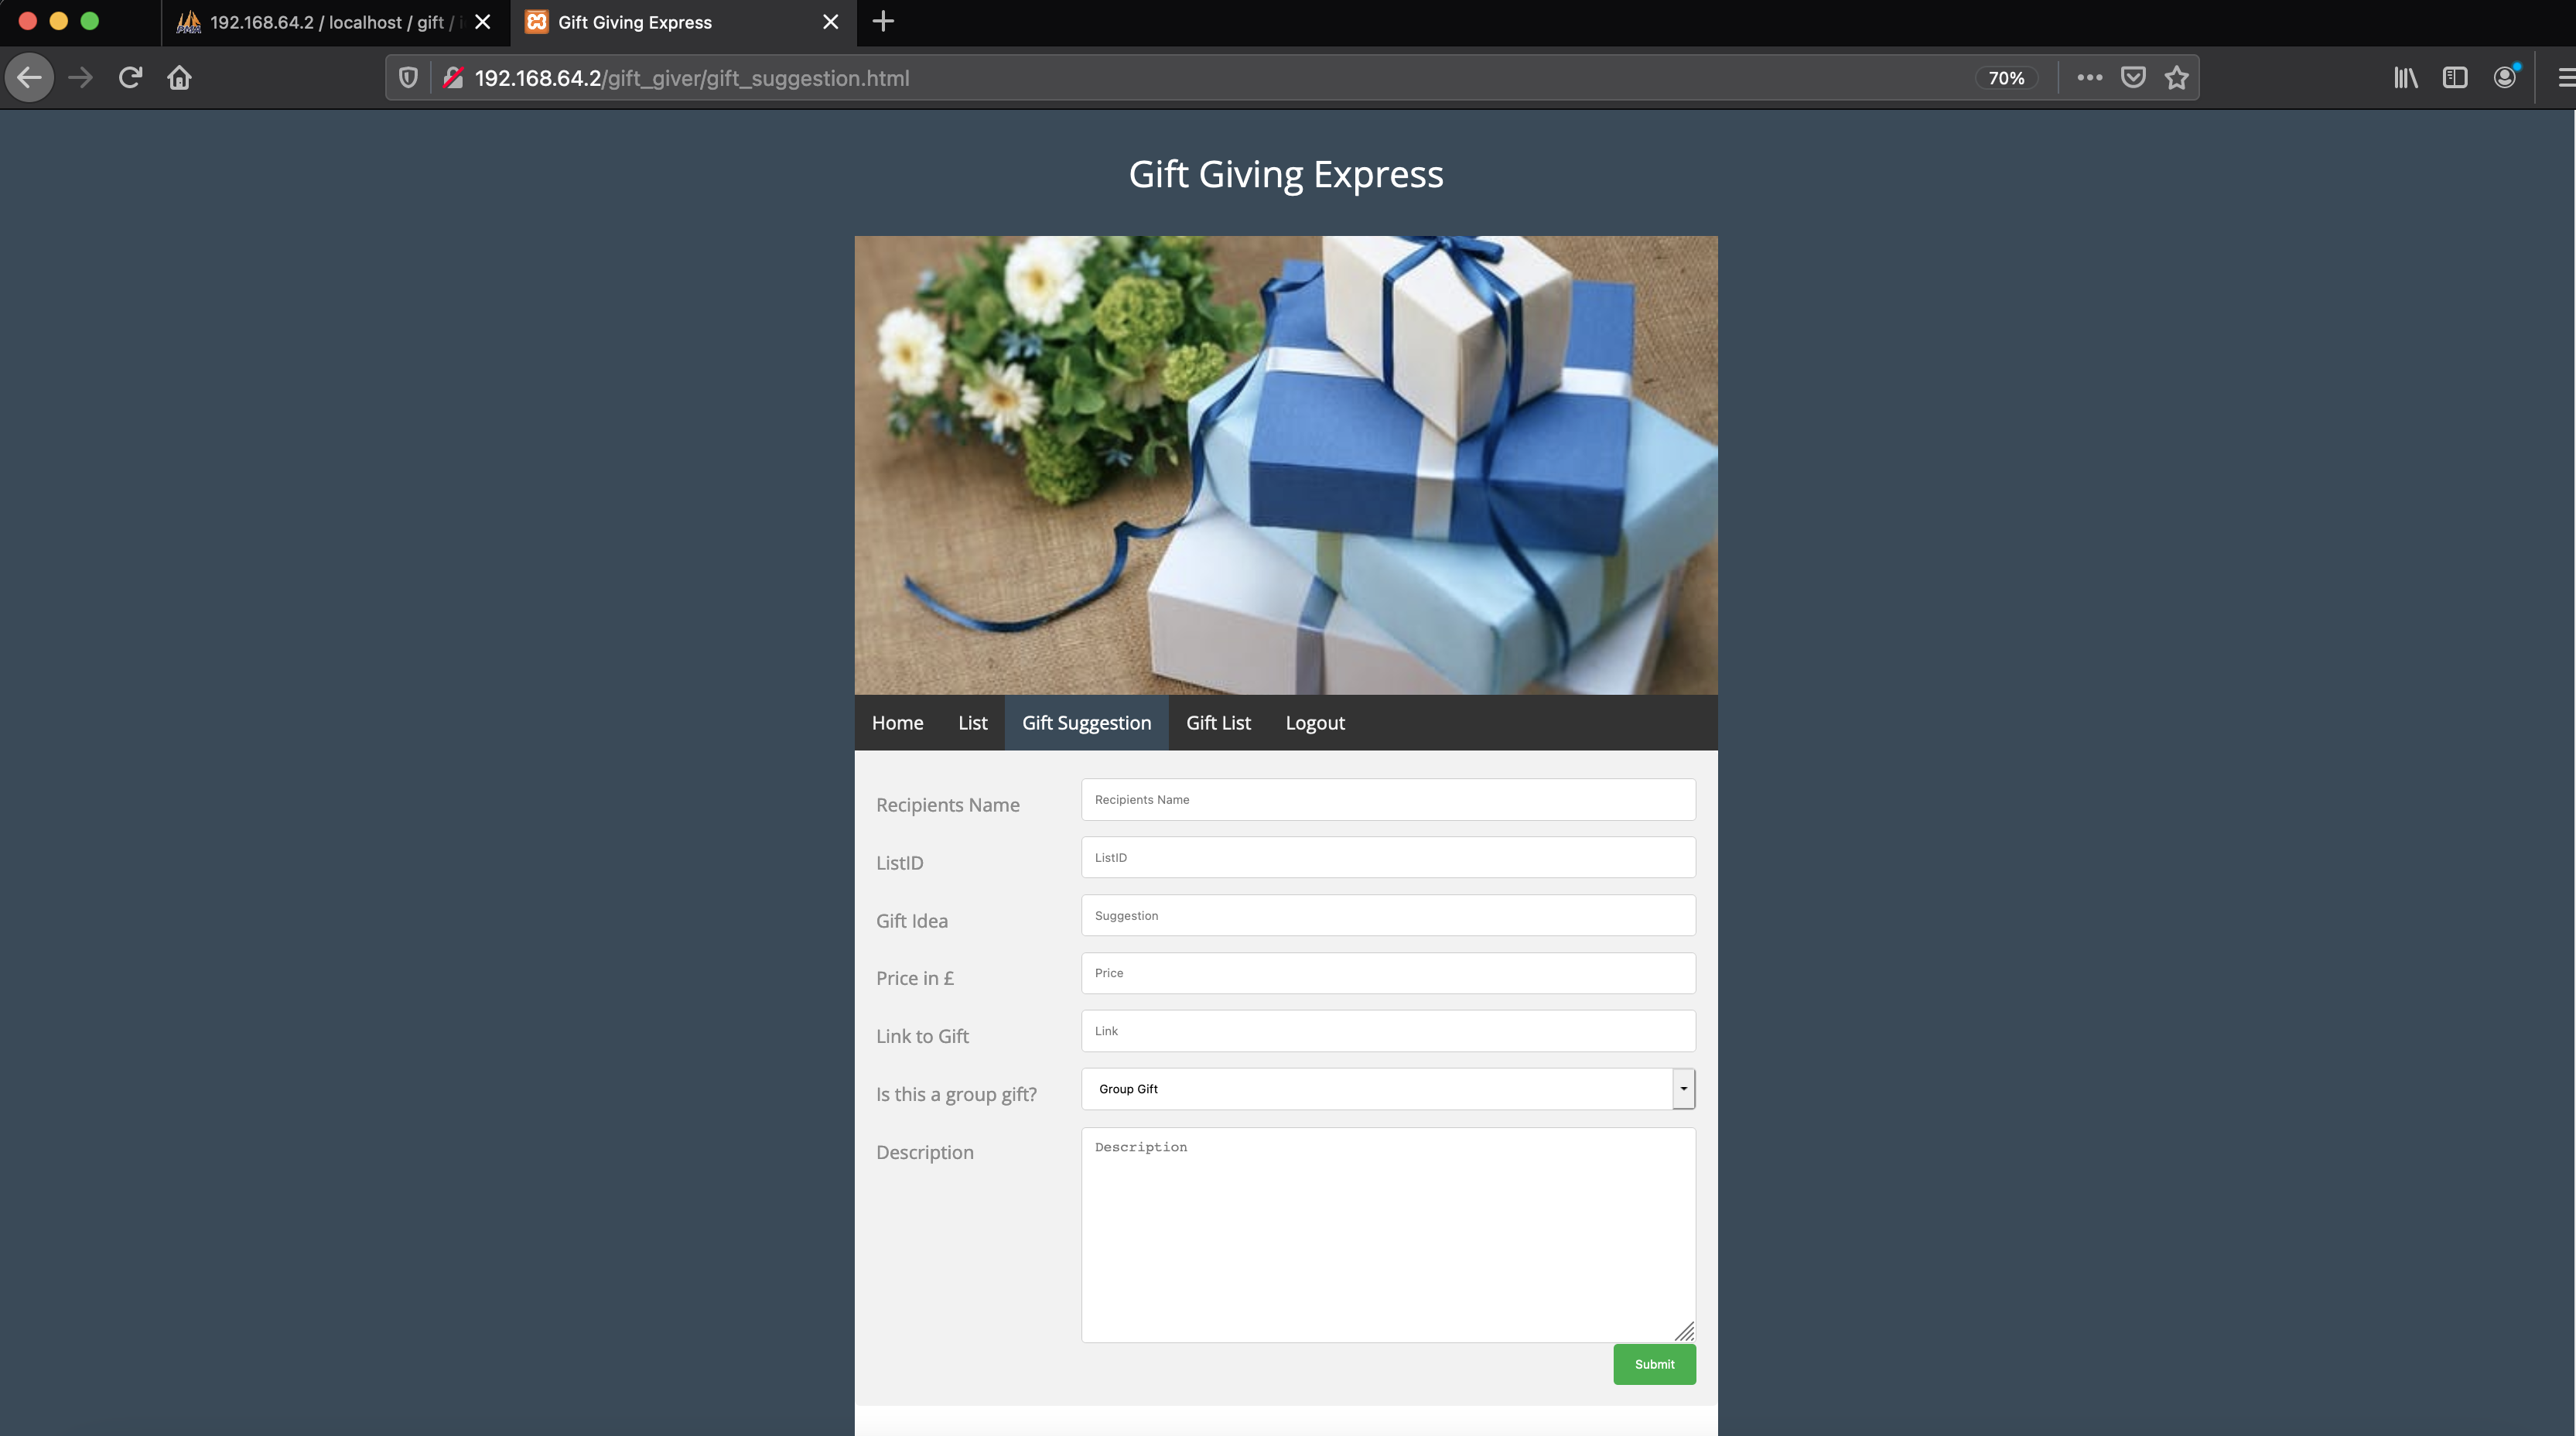 192.168.64.2 / localhost / gift /
Gift Giving Express
192.168.64.2/gift_giver/gift_suggestion.html
70%
Gift Giving Express
Home List Gift Suggestion Gift List Logout
Recipients Name Recipients Name
ListID ListID
Gift Idea Suggestion
Price in £ Price
Link to Gift Link
Is this a group gift? Group Gift
Description Description
Submit